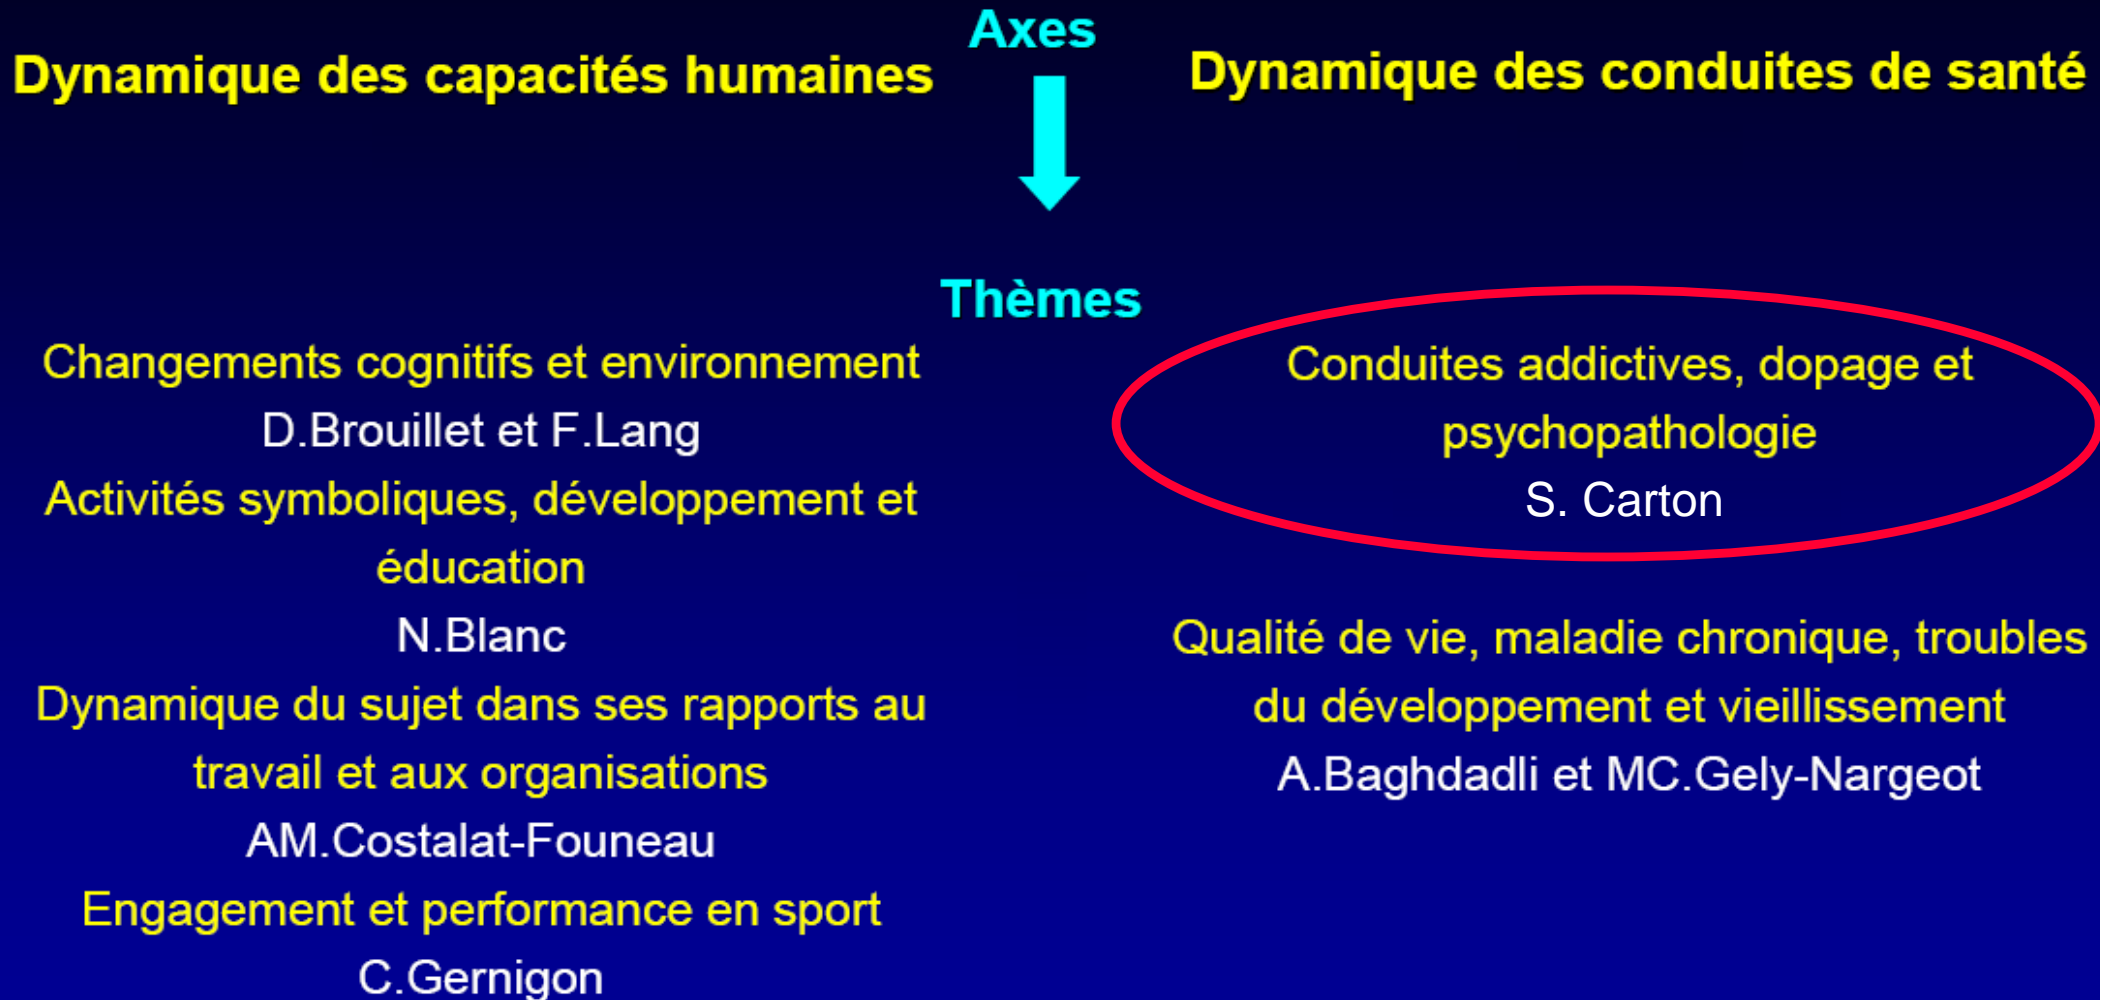 Axes
Dynamique des capacités humaines
Dynamique des conduites de santé
Thèmes
Changements cognitifs et environnement
D.Brouillet et F.Lang
Activités symboliques, développement et
éducation
N.Blanc
Dynamique du sujet dans ses rapports au
travail et aux organisations
AM.Costalat-Founeau
Engagement et performance en sport
C.Gernigon
Conduites addictives, dopage et
psychopathologie
S. Carton
Qualité de vie, maladie chronique, troubles
du développement et vieillissement
A.Baghdadli et MC.Gely-Nargeot